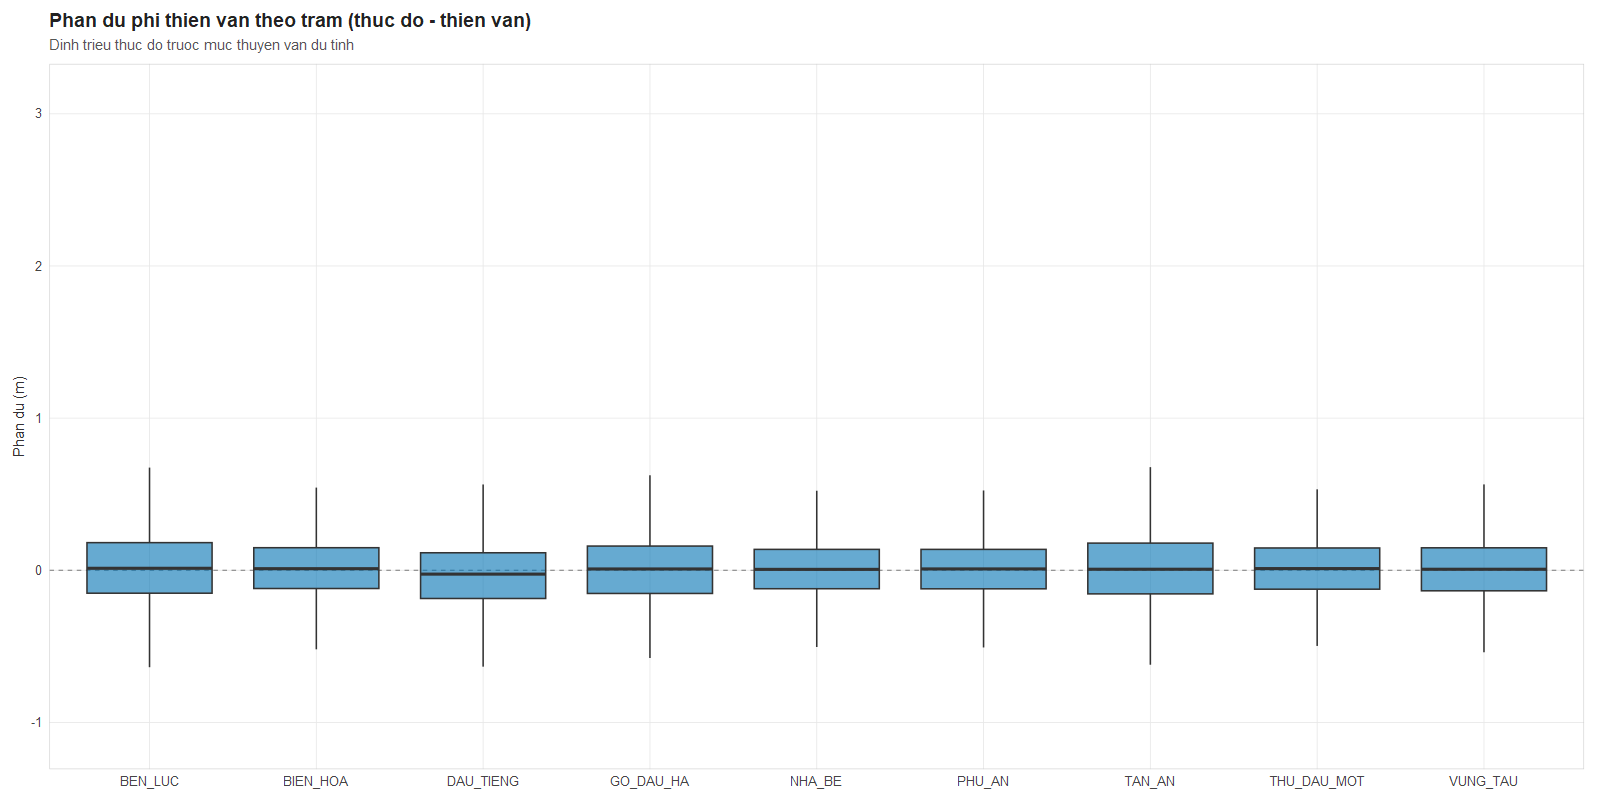 Phan du phi thien van theo tram (thuc do - thien van)
Dinh trieu thuc do truoc muc thuyen van du tinh
Phan du (m)
3
2
1
0
-1
BEN_LUC
BIEN_HOA
DAU_TIENG
GO_DAU_HA
NHA_BE
PHU_AN
TAN_AN
THU_DAU_MOT
VUNG_TAU